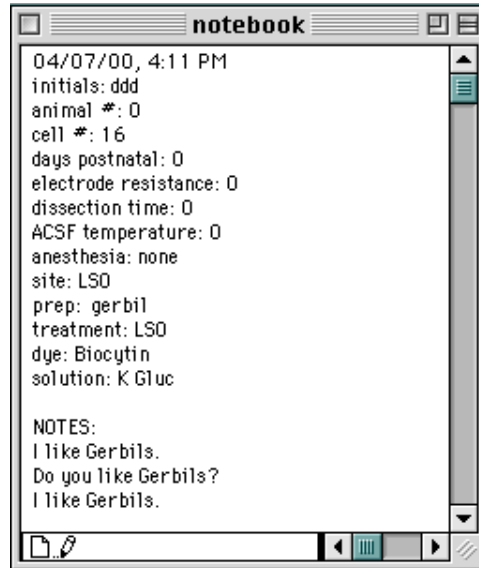 notebook
04/07/00, 4:11 PM
initials: ddd
animal #: 0
cell #: 16
days postnatal: 0
electrode resistance: 0
dissection time: 0
ACSF temperature: 0
anesthesia: none
site: LSO
prep: gerbil
treatment: LSO
dye: Biocytin
solution: K Gluc
NOTES:
I like Gerbils.
Do you like Gerbils?
I like Gerbils.